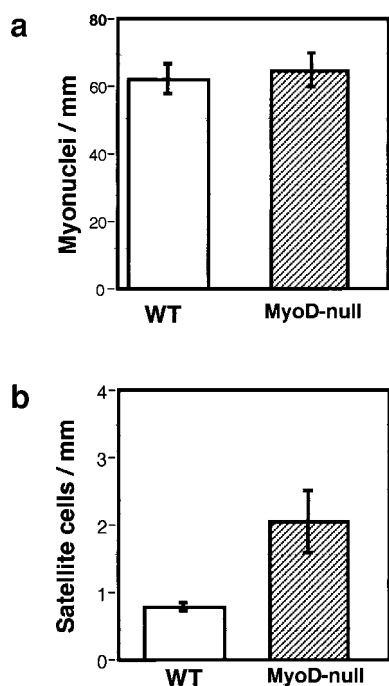 a
Myonuclei / mm
80
60
40
20
0
WT MyoD-null
b
Satellite cells / mm
4
3
2
1
0
WT MyoD-null